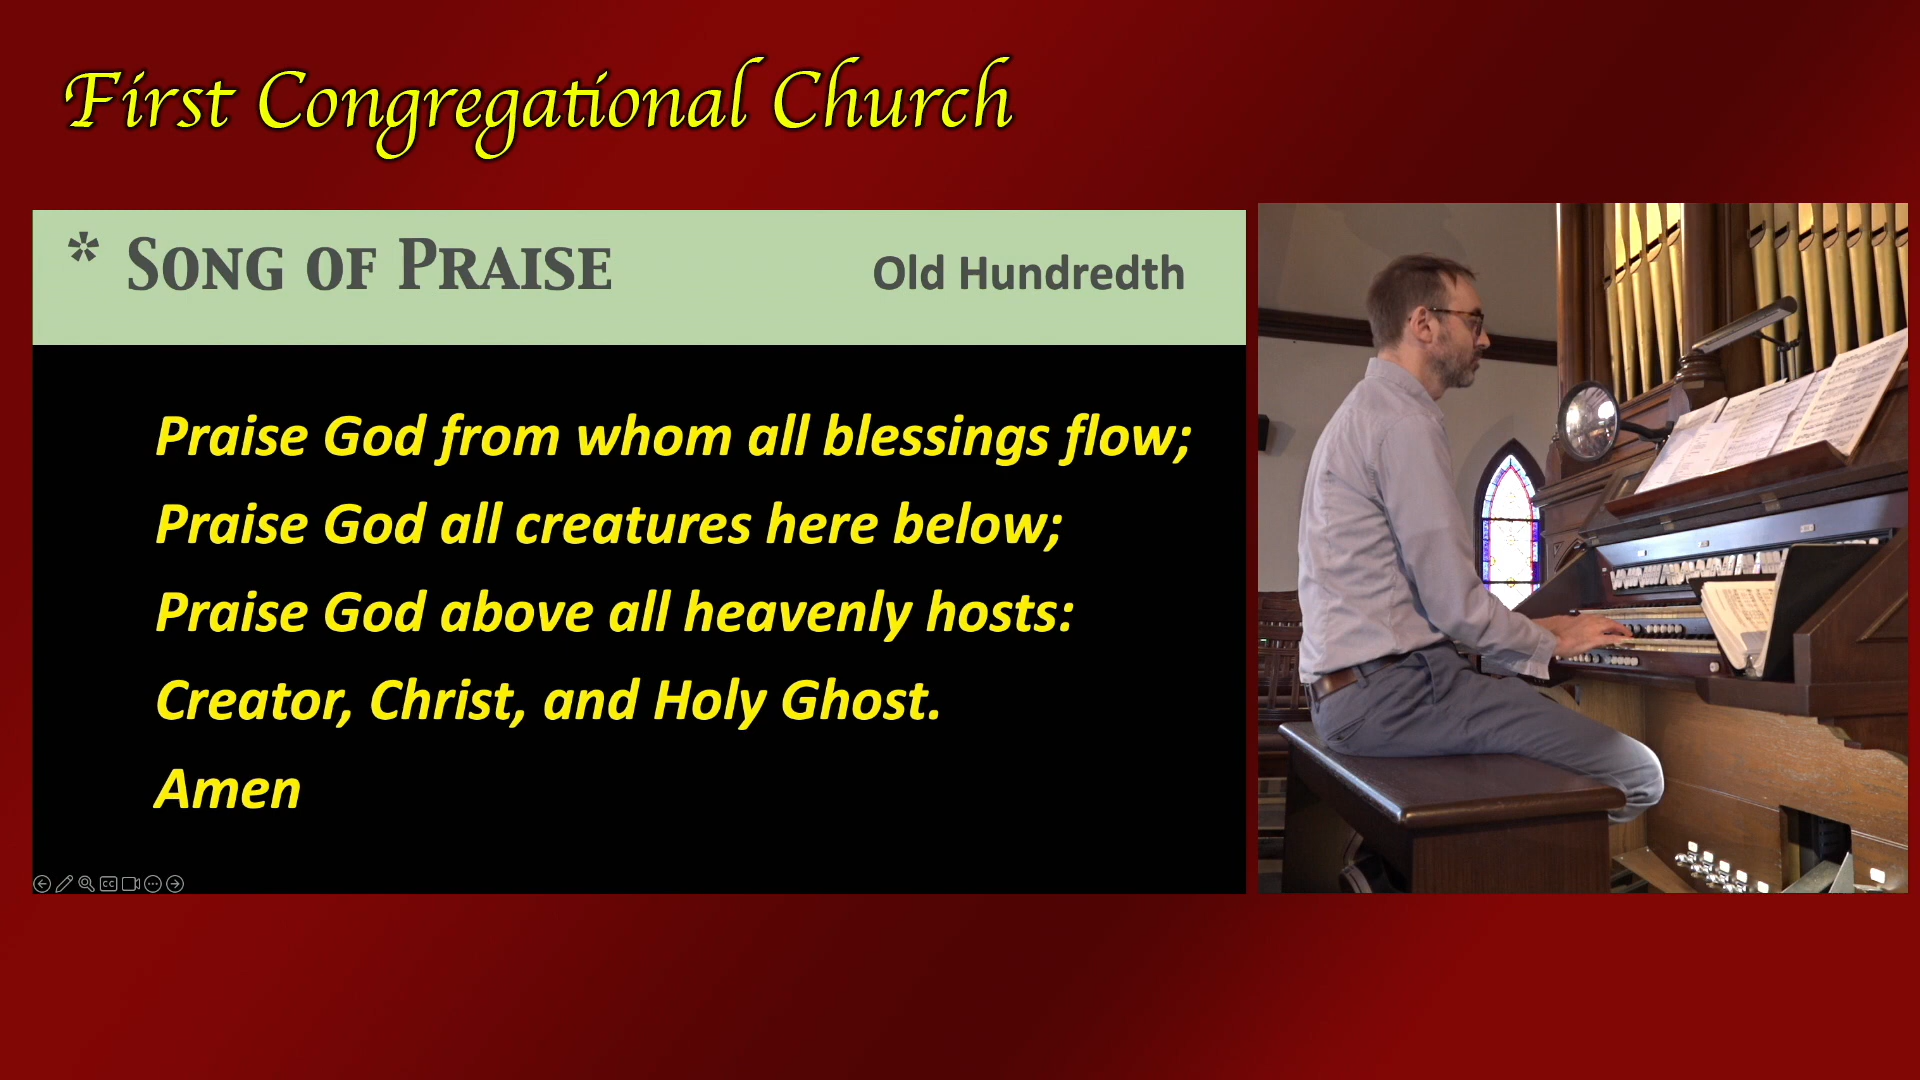 First Congregational Church
* Song of Praise Old Hundredth
Praise God from whom all blessings flow;
Praise God all creatures here below;
Praise God above all heavenly hosts:
Creator, Christ, and Holy Ghost.
Amen